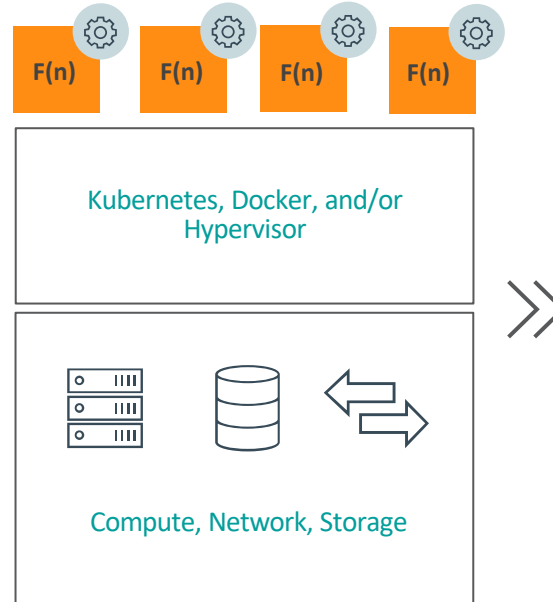 F(n) F(n) F(n) F(n)
Kubernetes, Docker, and/or
Hypervisor
Compute, Network, Storage